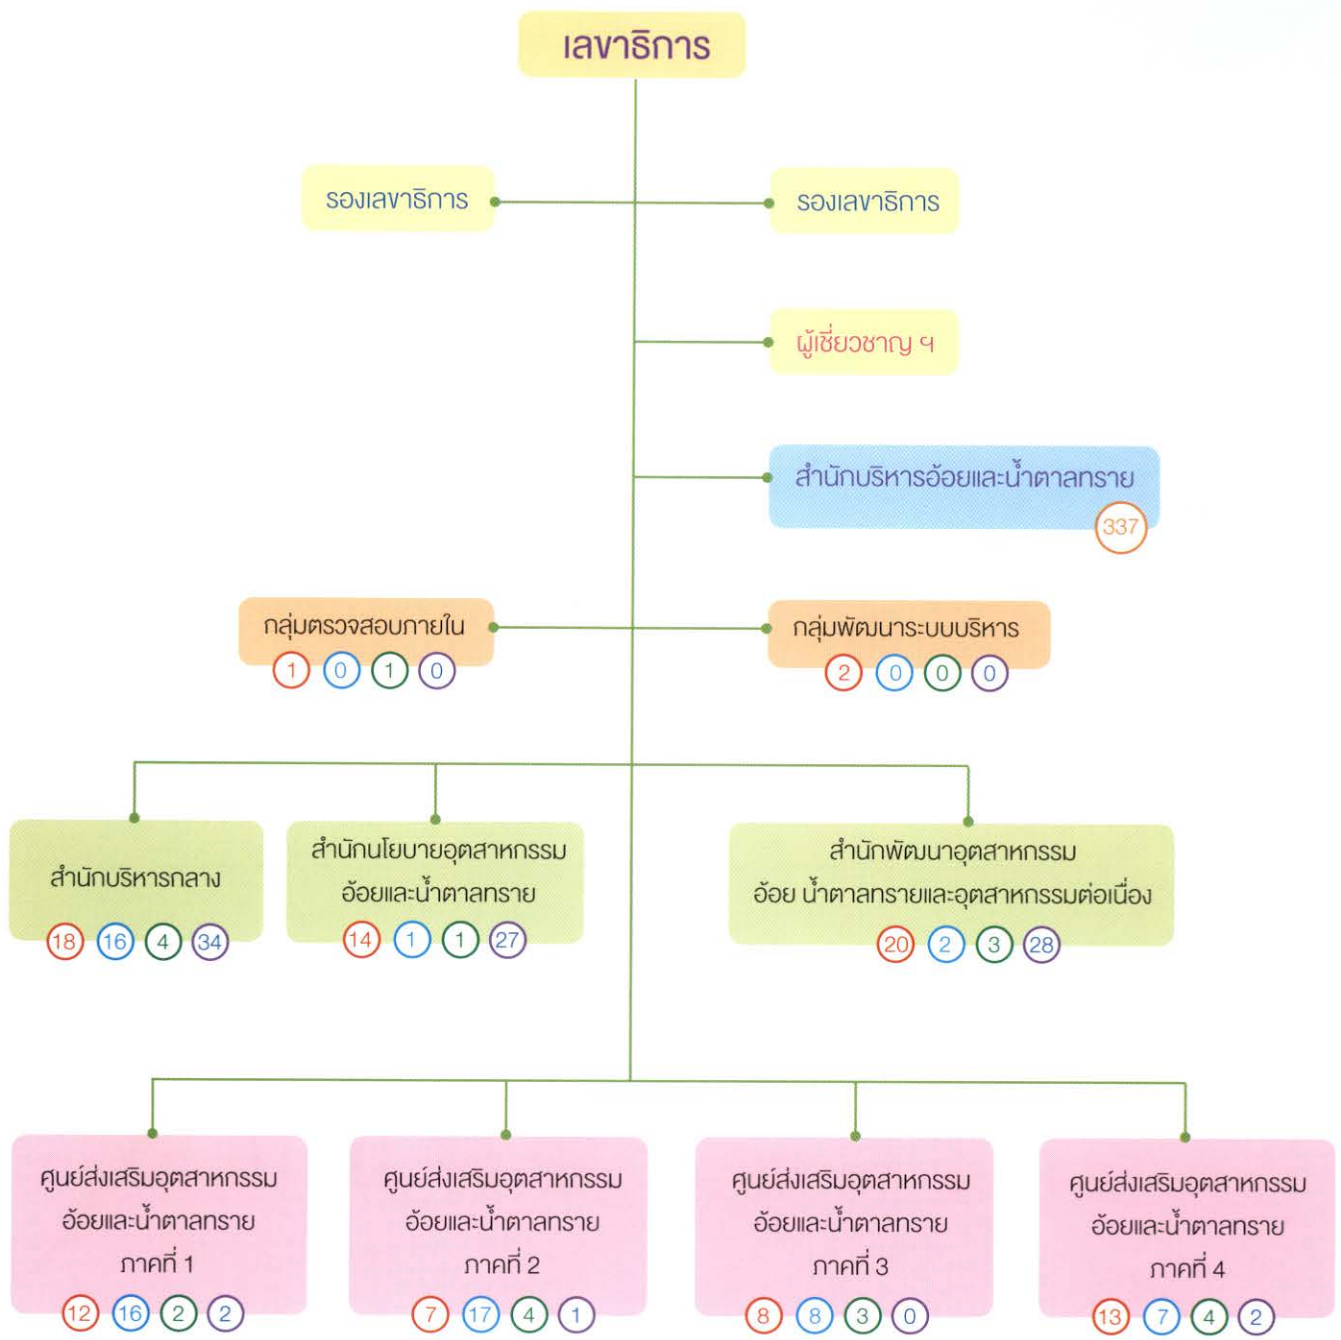 เลขาธิการ
รองเลขาธิการ
รองเลขาธิการ
ผู้เชี่ยวชาญ ฯ
สำนักบริหารอ้อยและน้ำตาลทราย
337
กลุ่มตรวจสอบภายใน
1 0 1 0
กลุ่มพัฒนาระบบบริหาร
2 0 0 0
สำนักบริหารกลาง
18 16 4 34
สำนักนโยบายอุตสาหกรรม
อ้อยและน้ำตาลทราย
14 1 1 27
สำนักพัฒนาอุตสาหกรรม
อ้อย น้ำตาลทรายและอุตสาหกรรมต่อเนื่อง
20 2 3 28
ศูนย์ส่งเสริมอุตสาหกรรม
อ้อยและน้ำตาลทราย
ภาคที่ 1
12 16 2 2
ศูนย์ส่งเสริมอุตสาหกรรม
อ้อยและน้ำตาลทราย
ภาคที่ 2
7 17 4 1
ศูนย์ส่งเสริมอุตสาหกรรม
อ้อยและน้ำตาลทราย
ภาคที่ 3
8 8 3 0
ศูนย์ส่งเสริมอุตสาหกรรม
อ้อยและน้ำตาลทราย
ภาคที่ 4
13 7 4 2